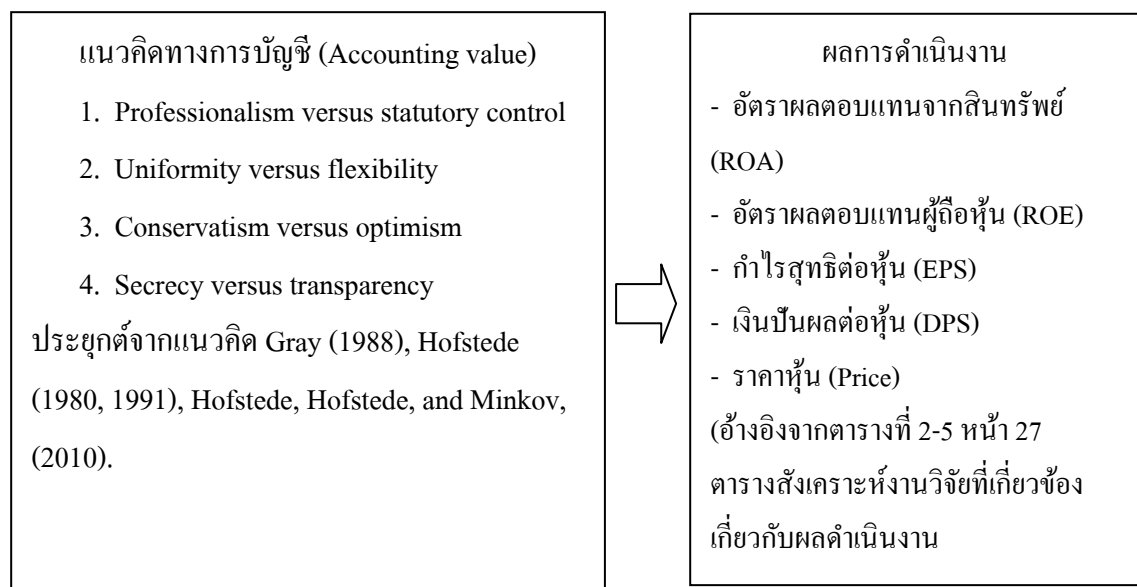 แนวคิดทางการบัญชี (Accounting value)
1. Professionalism versus statutory control
2. Uniformity versus flexibility
3. Conservatism versus optimism
4. Secrecy versus transparency
ประยุกต์จากแนวคิด Gray (1988), Hofstede
(1980, 1991), Hofstede, Hofstede, and Minkov,
(2010).
ผลการดำเนินงาน
- อัตราผลตอบแทนจากสินทรัพย์
(ROA)
- อัตราผลตอบแทนผู้ถือหุ้น (ROE)
- กำไรสุทธิต่อหุ้น (EPS)
- เงินปันผลต่อหุ้น (DPS)
- ราคาหุ้น (Price)
(อ้างอิงจากตารางที่ 2-5 หน้า 27
ตารางสังเคราะห์งานวิจัยที่เกี่ยวข้อง
เกี่ยวกับผลดำเนินงาน